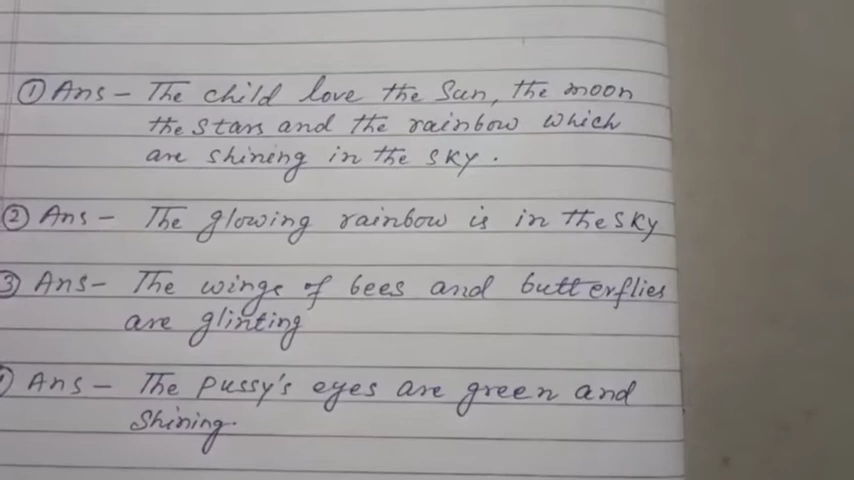 ① Ans - The child love the Sun, the moon
the stars and the rainbow which
are shining in the sky.
② Ans - The glowing rainbow is in the sky
③ Ans - The wings of bees and butterflies
are glinting
Ans - The pussy's eyes are green and
Shining.